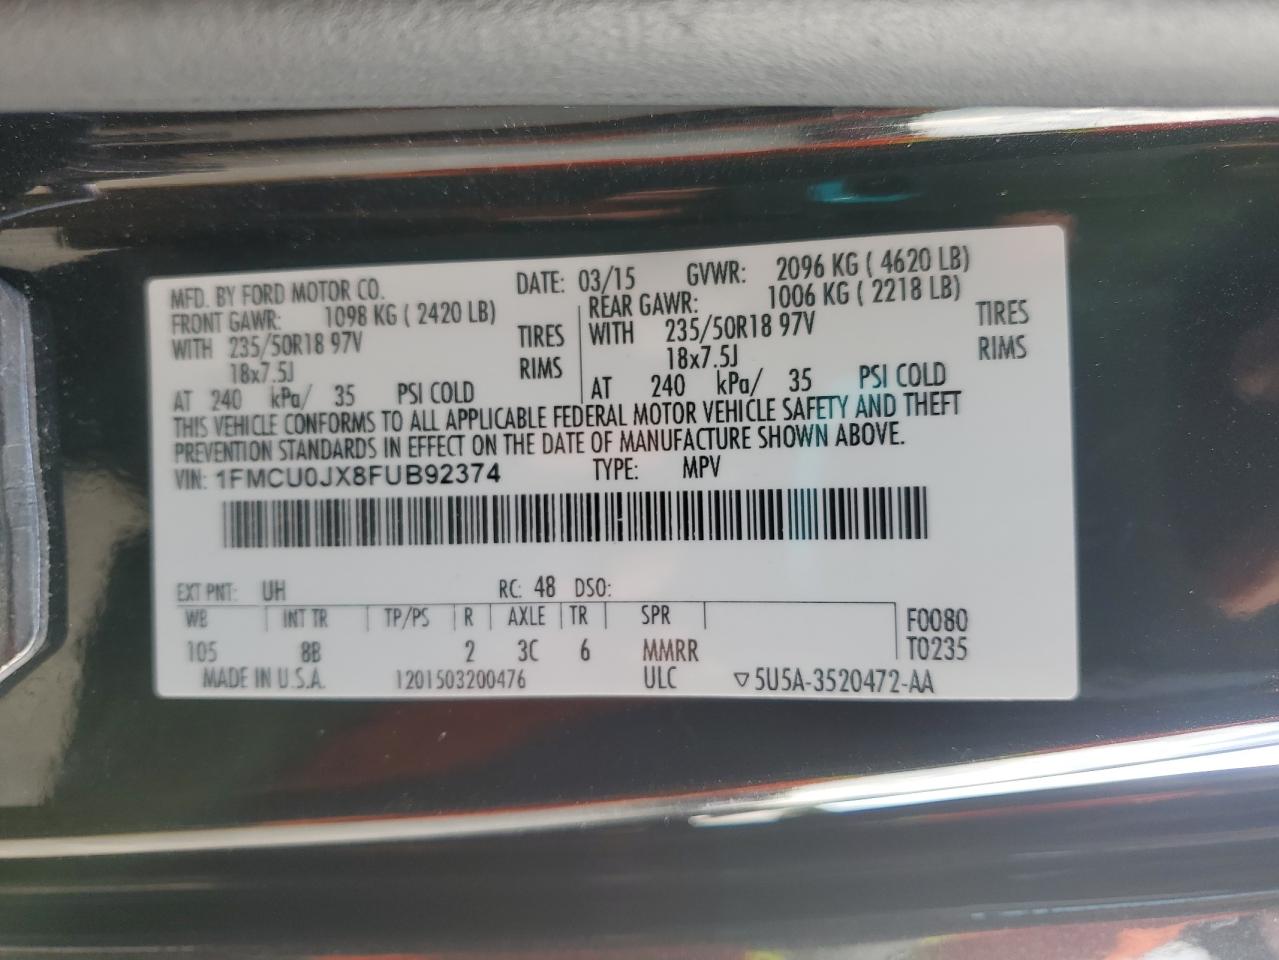 MFD. BY FORD MOTOR CO. DATE: 03/15 GVWR: 2096 KG ( 4620 LB)
FRONT GAWR: 1098 KG ( 2420 LB) REAR GAWR: 1006 KG ( 2218 LB)
WITH 235/50R18 97V TIRES WITH 235/50R18 97V TIRES
18x7.5J RIMS 18x7.5J RIMS
AT 240 kPa/ 35 PSI COLD AT 240 kPa/ 35 PSI COLD
THIS VEHICLE CONFORMS TO ALL APPLICABLE FEDERAL MOTOR VEHICLE SAFETY AND THEFT
PREVENTION STANDARDS IN EFFECT ON THE DATE OF MANUFACTURE SHOWN ABOVE.
VIN: 1FMCU0JX8FUB92374 TYPE: MPV
EXT PNT: UH RC: 48 DSO:
WB INT TR TP/PS R AXLE TR SPR F0080
105 8B 2 3C 6 MMRR T0235
MADE IN U.S.A. 1201503200476 ULC ▽5U5A-3520472-AA